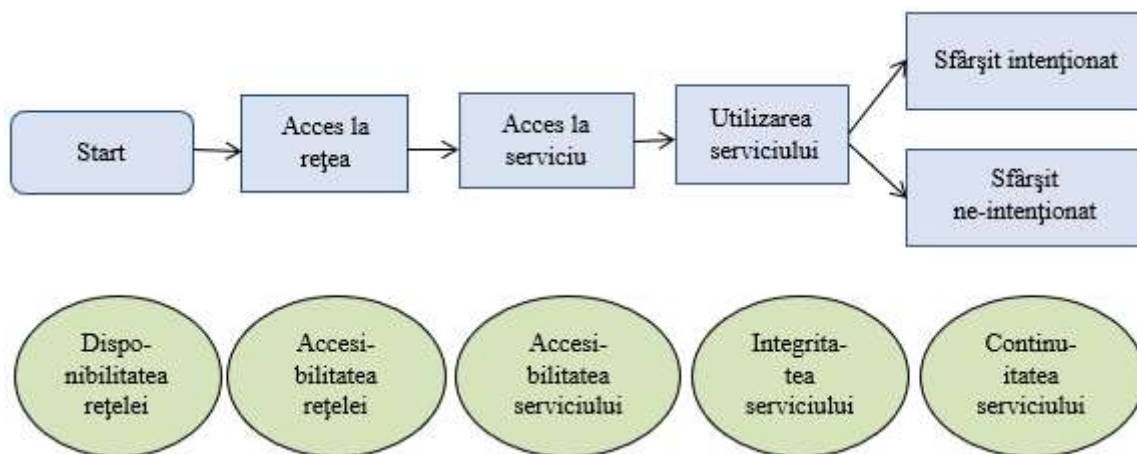 Start
Acces la
reţea
Acces la
serviciu
Utilizarea
serviciului
Sfârşit intenţionat
Sfârşit
ne-intenţionat
Dispo-
nibilitatea
reţelei
Accesi-
bilitatea
reţelei
Accesi-
bilitatea
serviciului
Integrita-
tea
serviciului
Continu-
itatea
serviciului